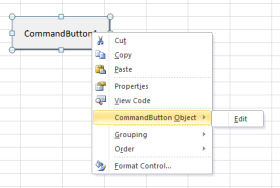 CommandButton1
Cut
Copy
Paste
Properties
View Code
CommandButton Object
Edit
Grouping
Order
Format Control...